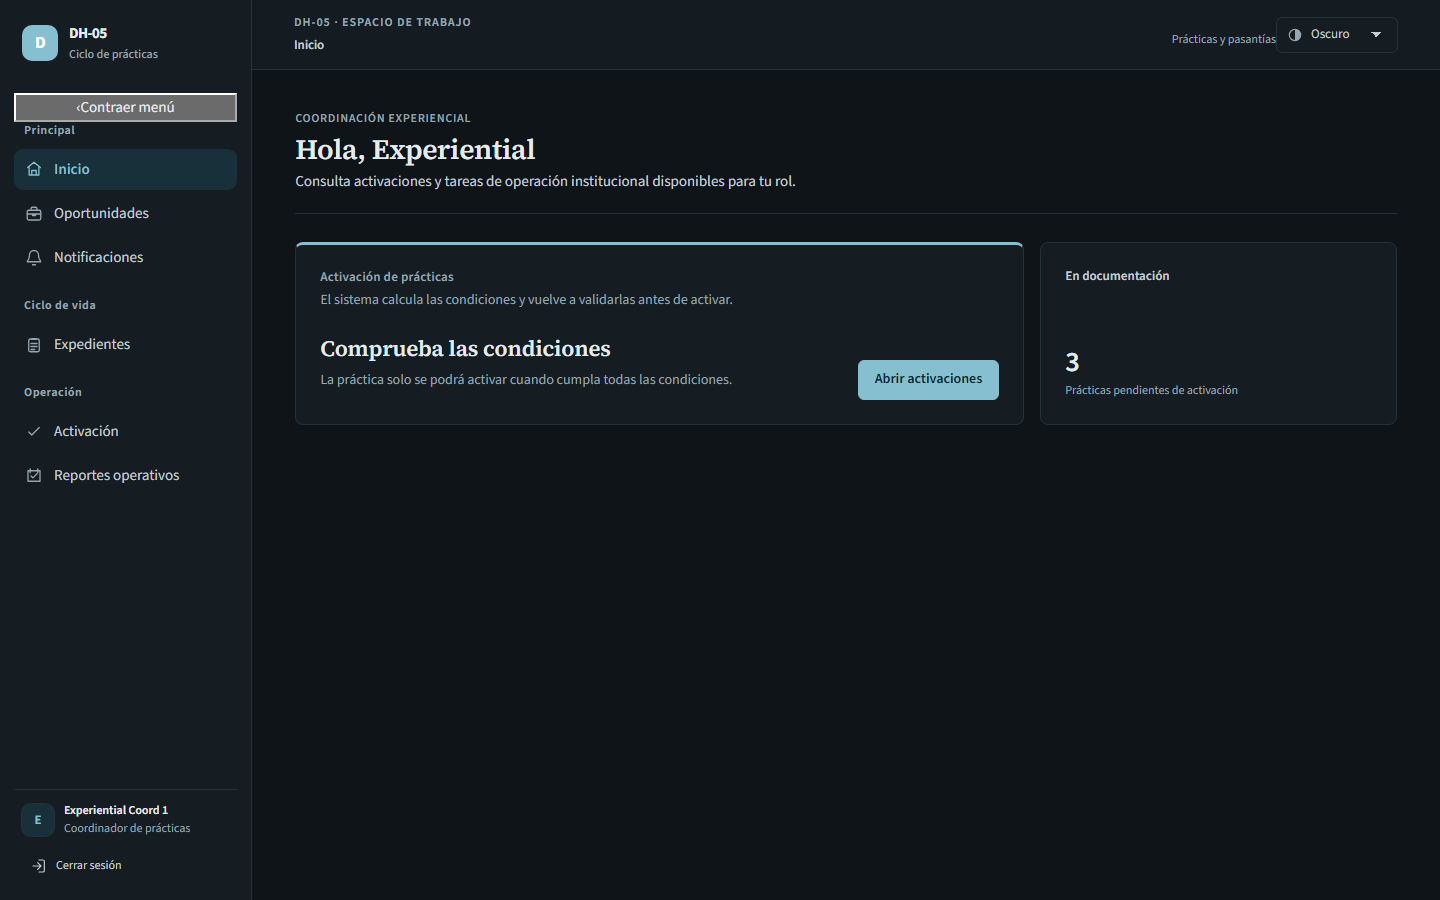 D
DH-05
Ciclo de prácticas
‹Contraer menú
Principal
Inicio
Oportunidades
Notificaciones
Ciclo de vida
Expedientes
Operación
Activación
Reportes operativos
E
Experiential Coord 1
Coordinador de prácticas
Cerrar sesión
DH-05 · ESPACIO DE TRABAJO
Inicio
Prácticas y pasantías
Oscuro
COORDINACIÓN EXPERIENCIAL
Hola, Experiential
Consulta activaciones y tareas de operación institucional disponibles para tu rol.
Activación de prácticas
El sistema calcula las condiciones y vuelve a validarlas antes de activar.
Comprueba las condiciones
La práctica solo se podrá activar cuando cumpla todas las condiciones.
Abrir activaciones
En documentación
3
Prácticas pendientes de activación